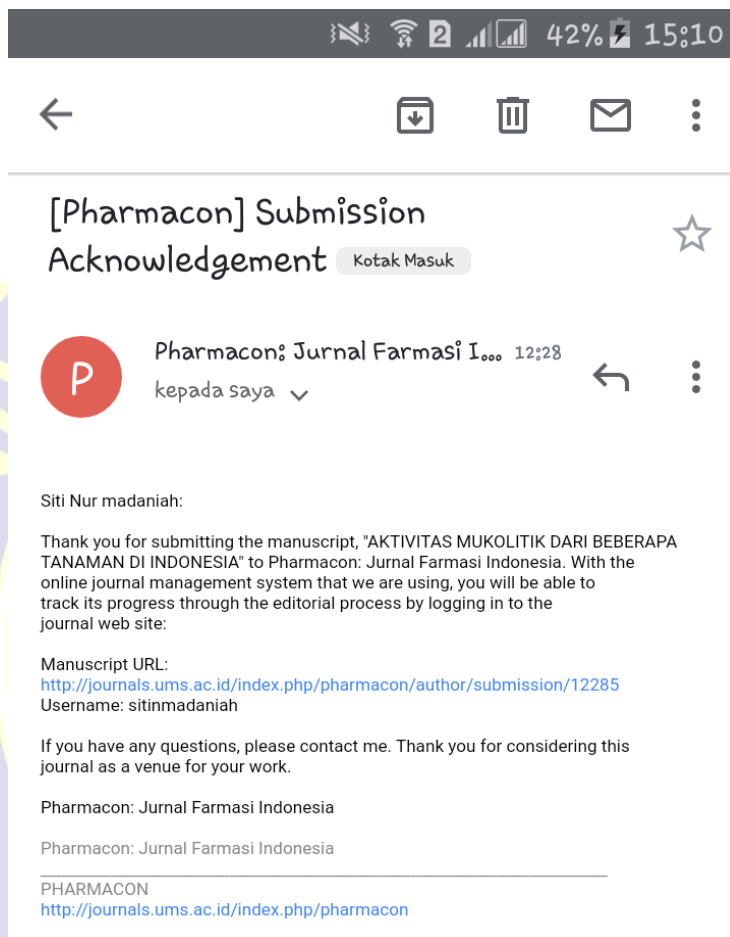 2 42% 15:10
[Pharmacon] Submission
Acknowledgement Kotak Masuk
P
Pharmacon: Jurnal Farmasi I... 12:28
kepada saya
Siti Nur madaniah:
Thank you for submitting the manuscript, "AKTIVITAS MUKOLITIK DARI BEBERAPA
TANAMAN DI INDONESIA" to Pharmacon: Jurnal Farmasi Indonesia. With the
online journal management system that we are using, you will be able to
track its progress through the editorial process by logging in to the
journal web site:
Manuscript URL:
http://journals.ums.ac.id/index.php/pharmacon/author/submission/12285
Username: sitinmadaniah
If you have any questions, please contact me. Thank you for considering this
journal as a venue for your work.
Pharmacon: Jurnal Farmasi Indonesia
Pharmacon: Jurnal Farmasi Indonesia
PHARMACON
http://journals.ums.ac.id/index.php/pharmacon